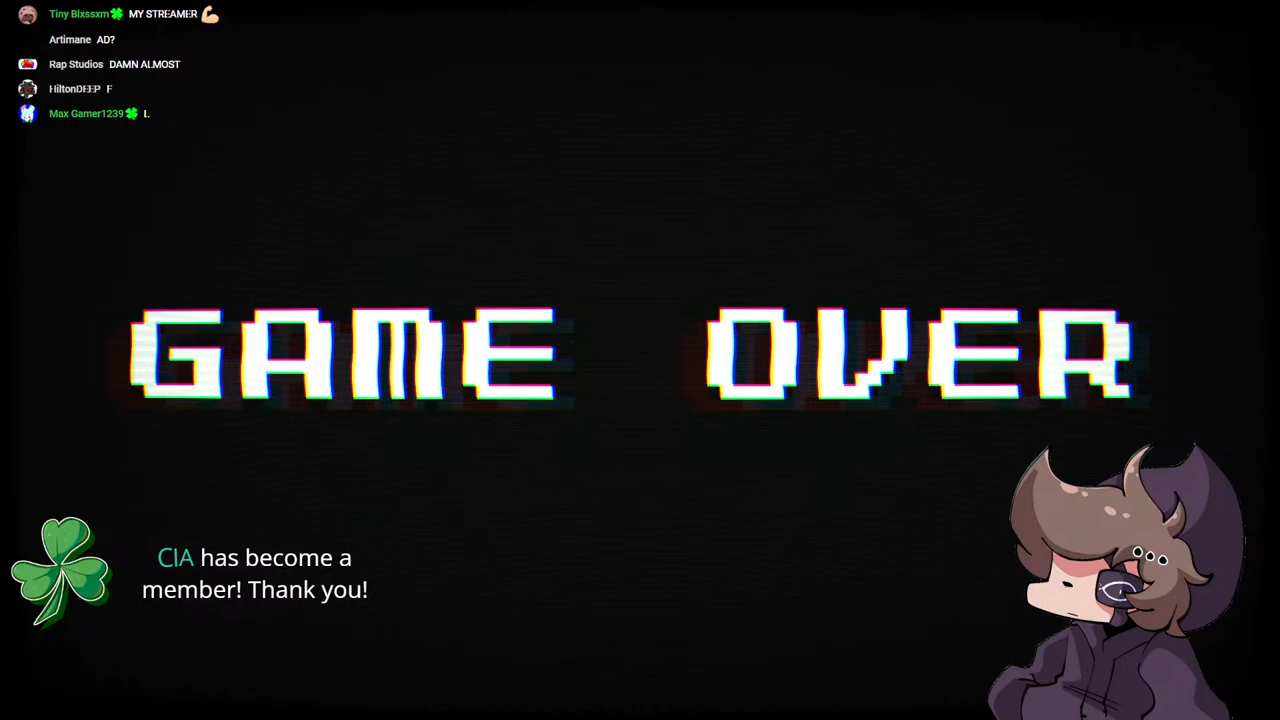 Tiny Blxssxm🍀 MY STREAMER 💪🏼
Artimane AD?
Rap Studios DAMN ALMOST
HiltonDEEP F
Max Gamer1239🍀 L
GAME OVER
CIA has become a
member! Thank you!